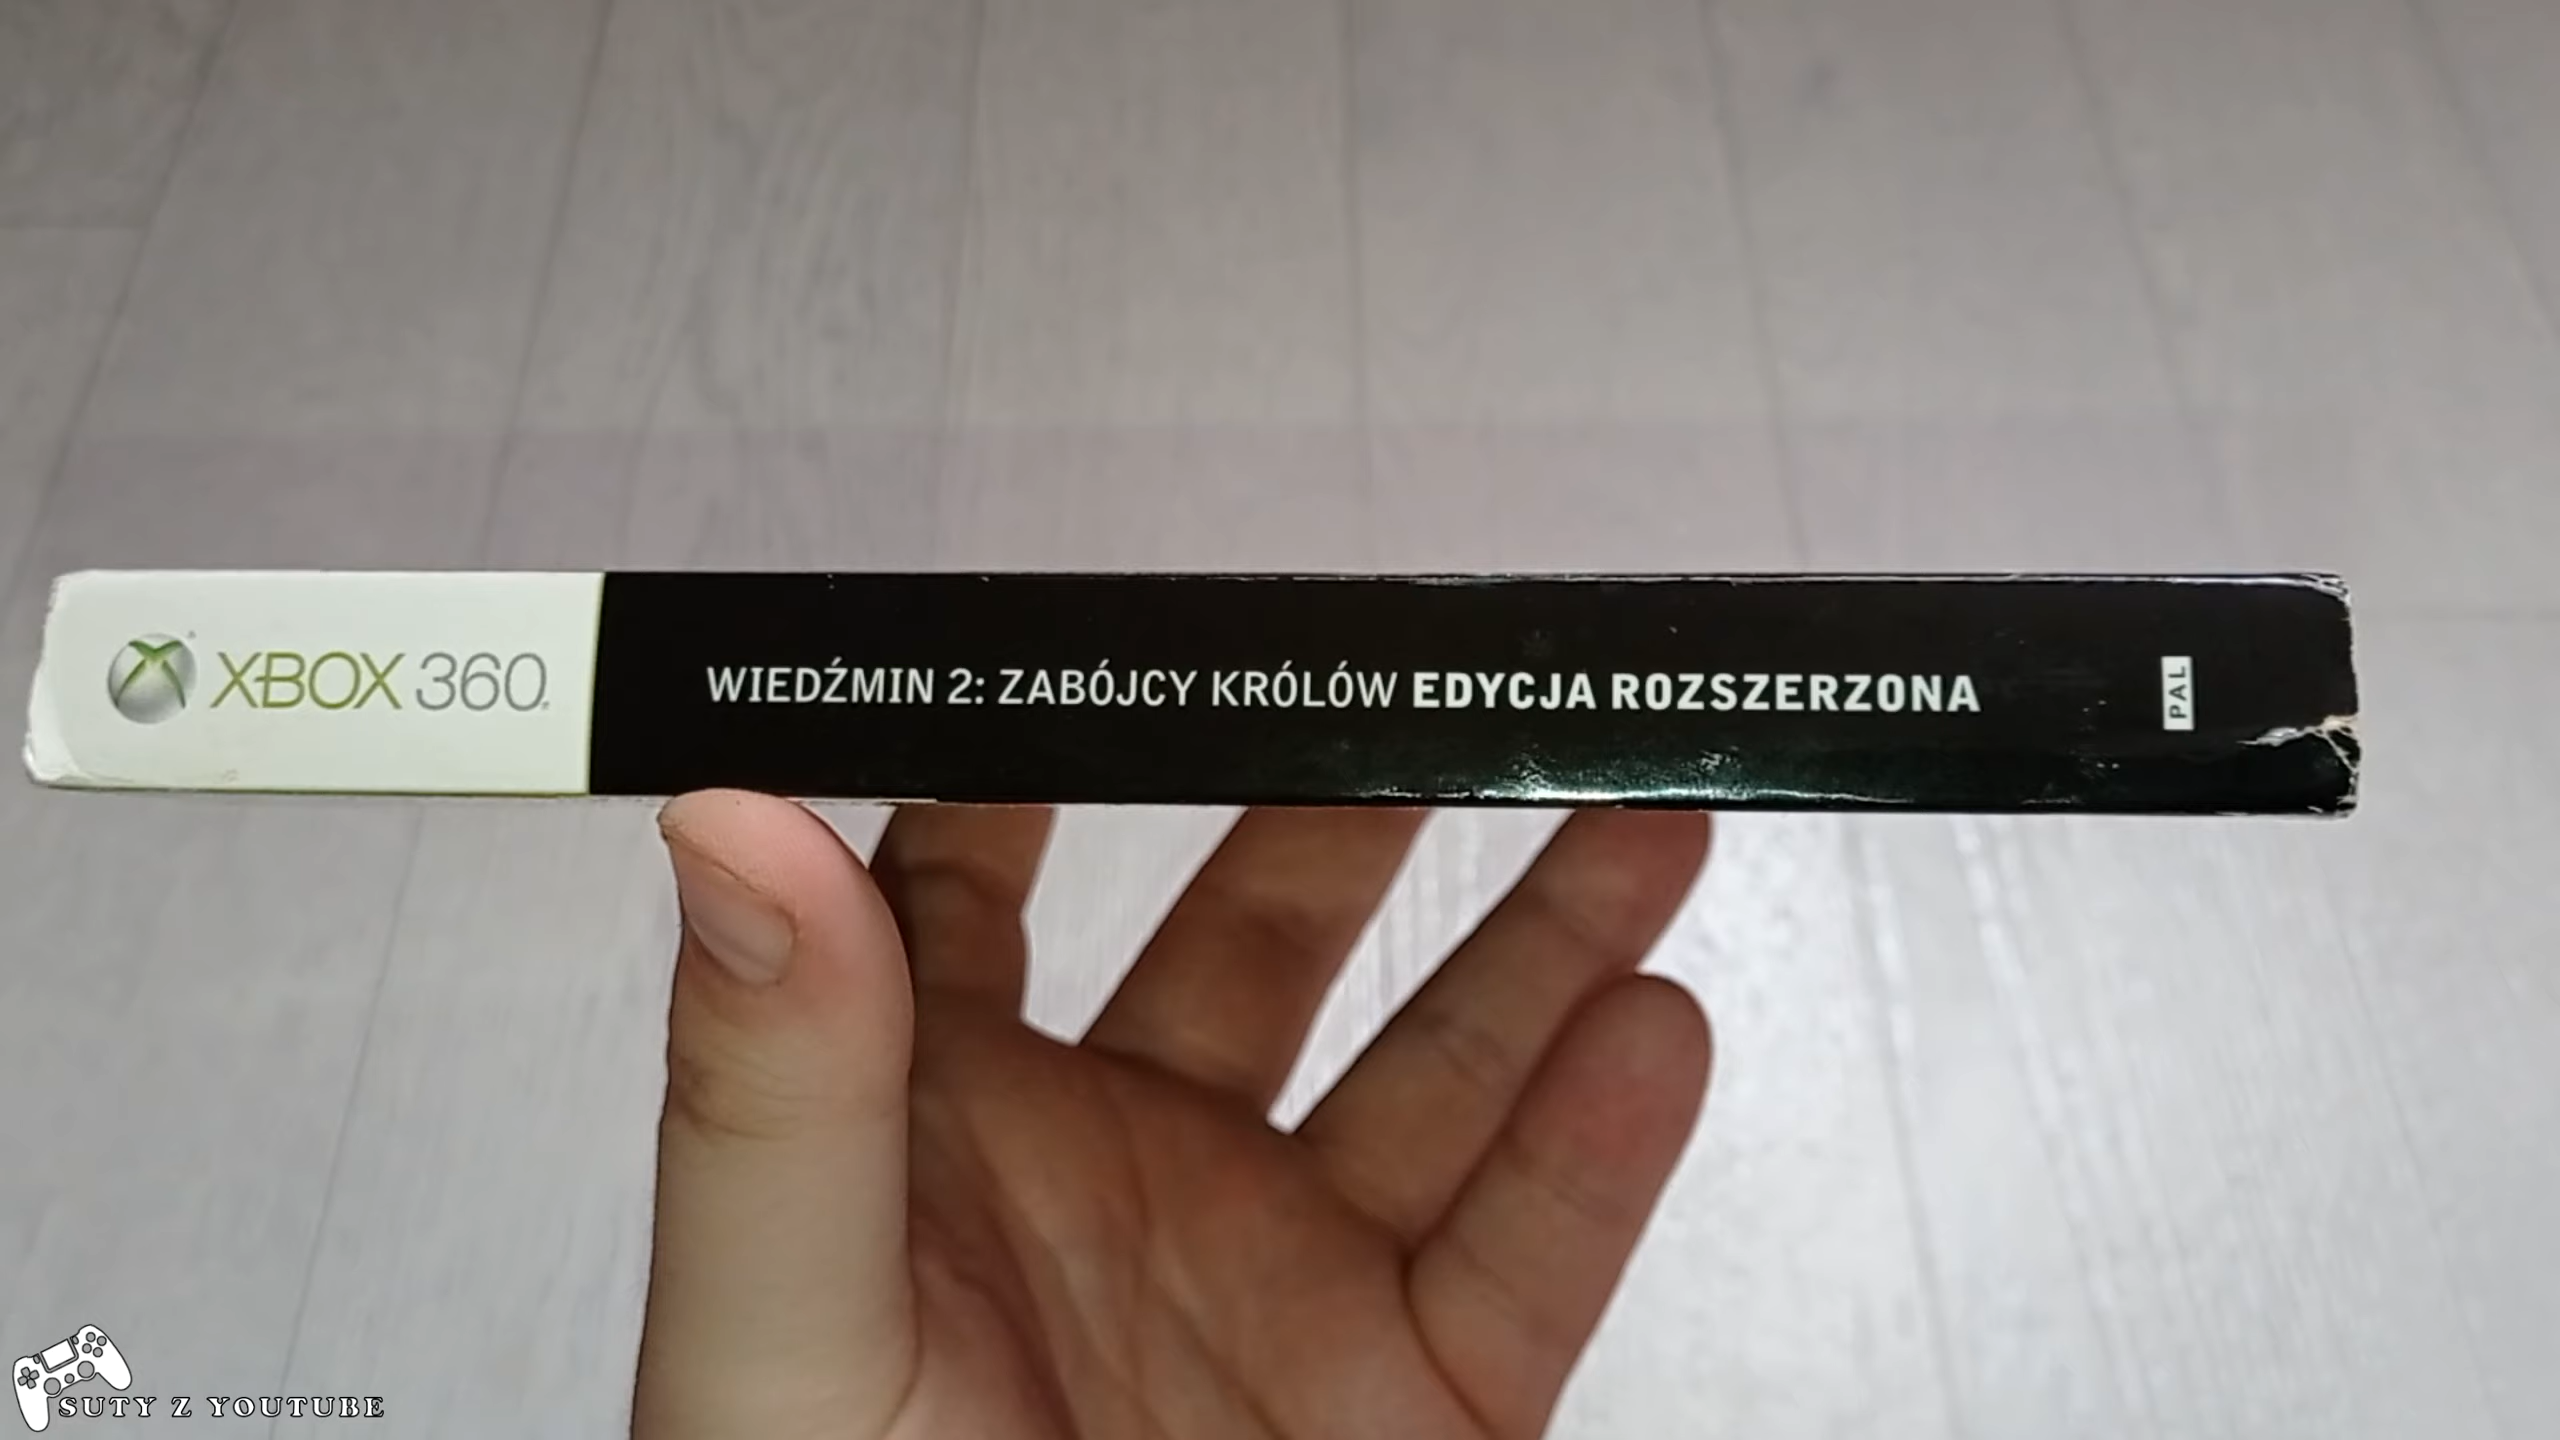 XBOX 360
WIEDŹMIN 2: ZABÓJCY KRÓLÓW EDYCJA ROZSZERZONA
PAL
SUTY Z YOUTUBE